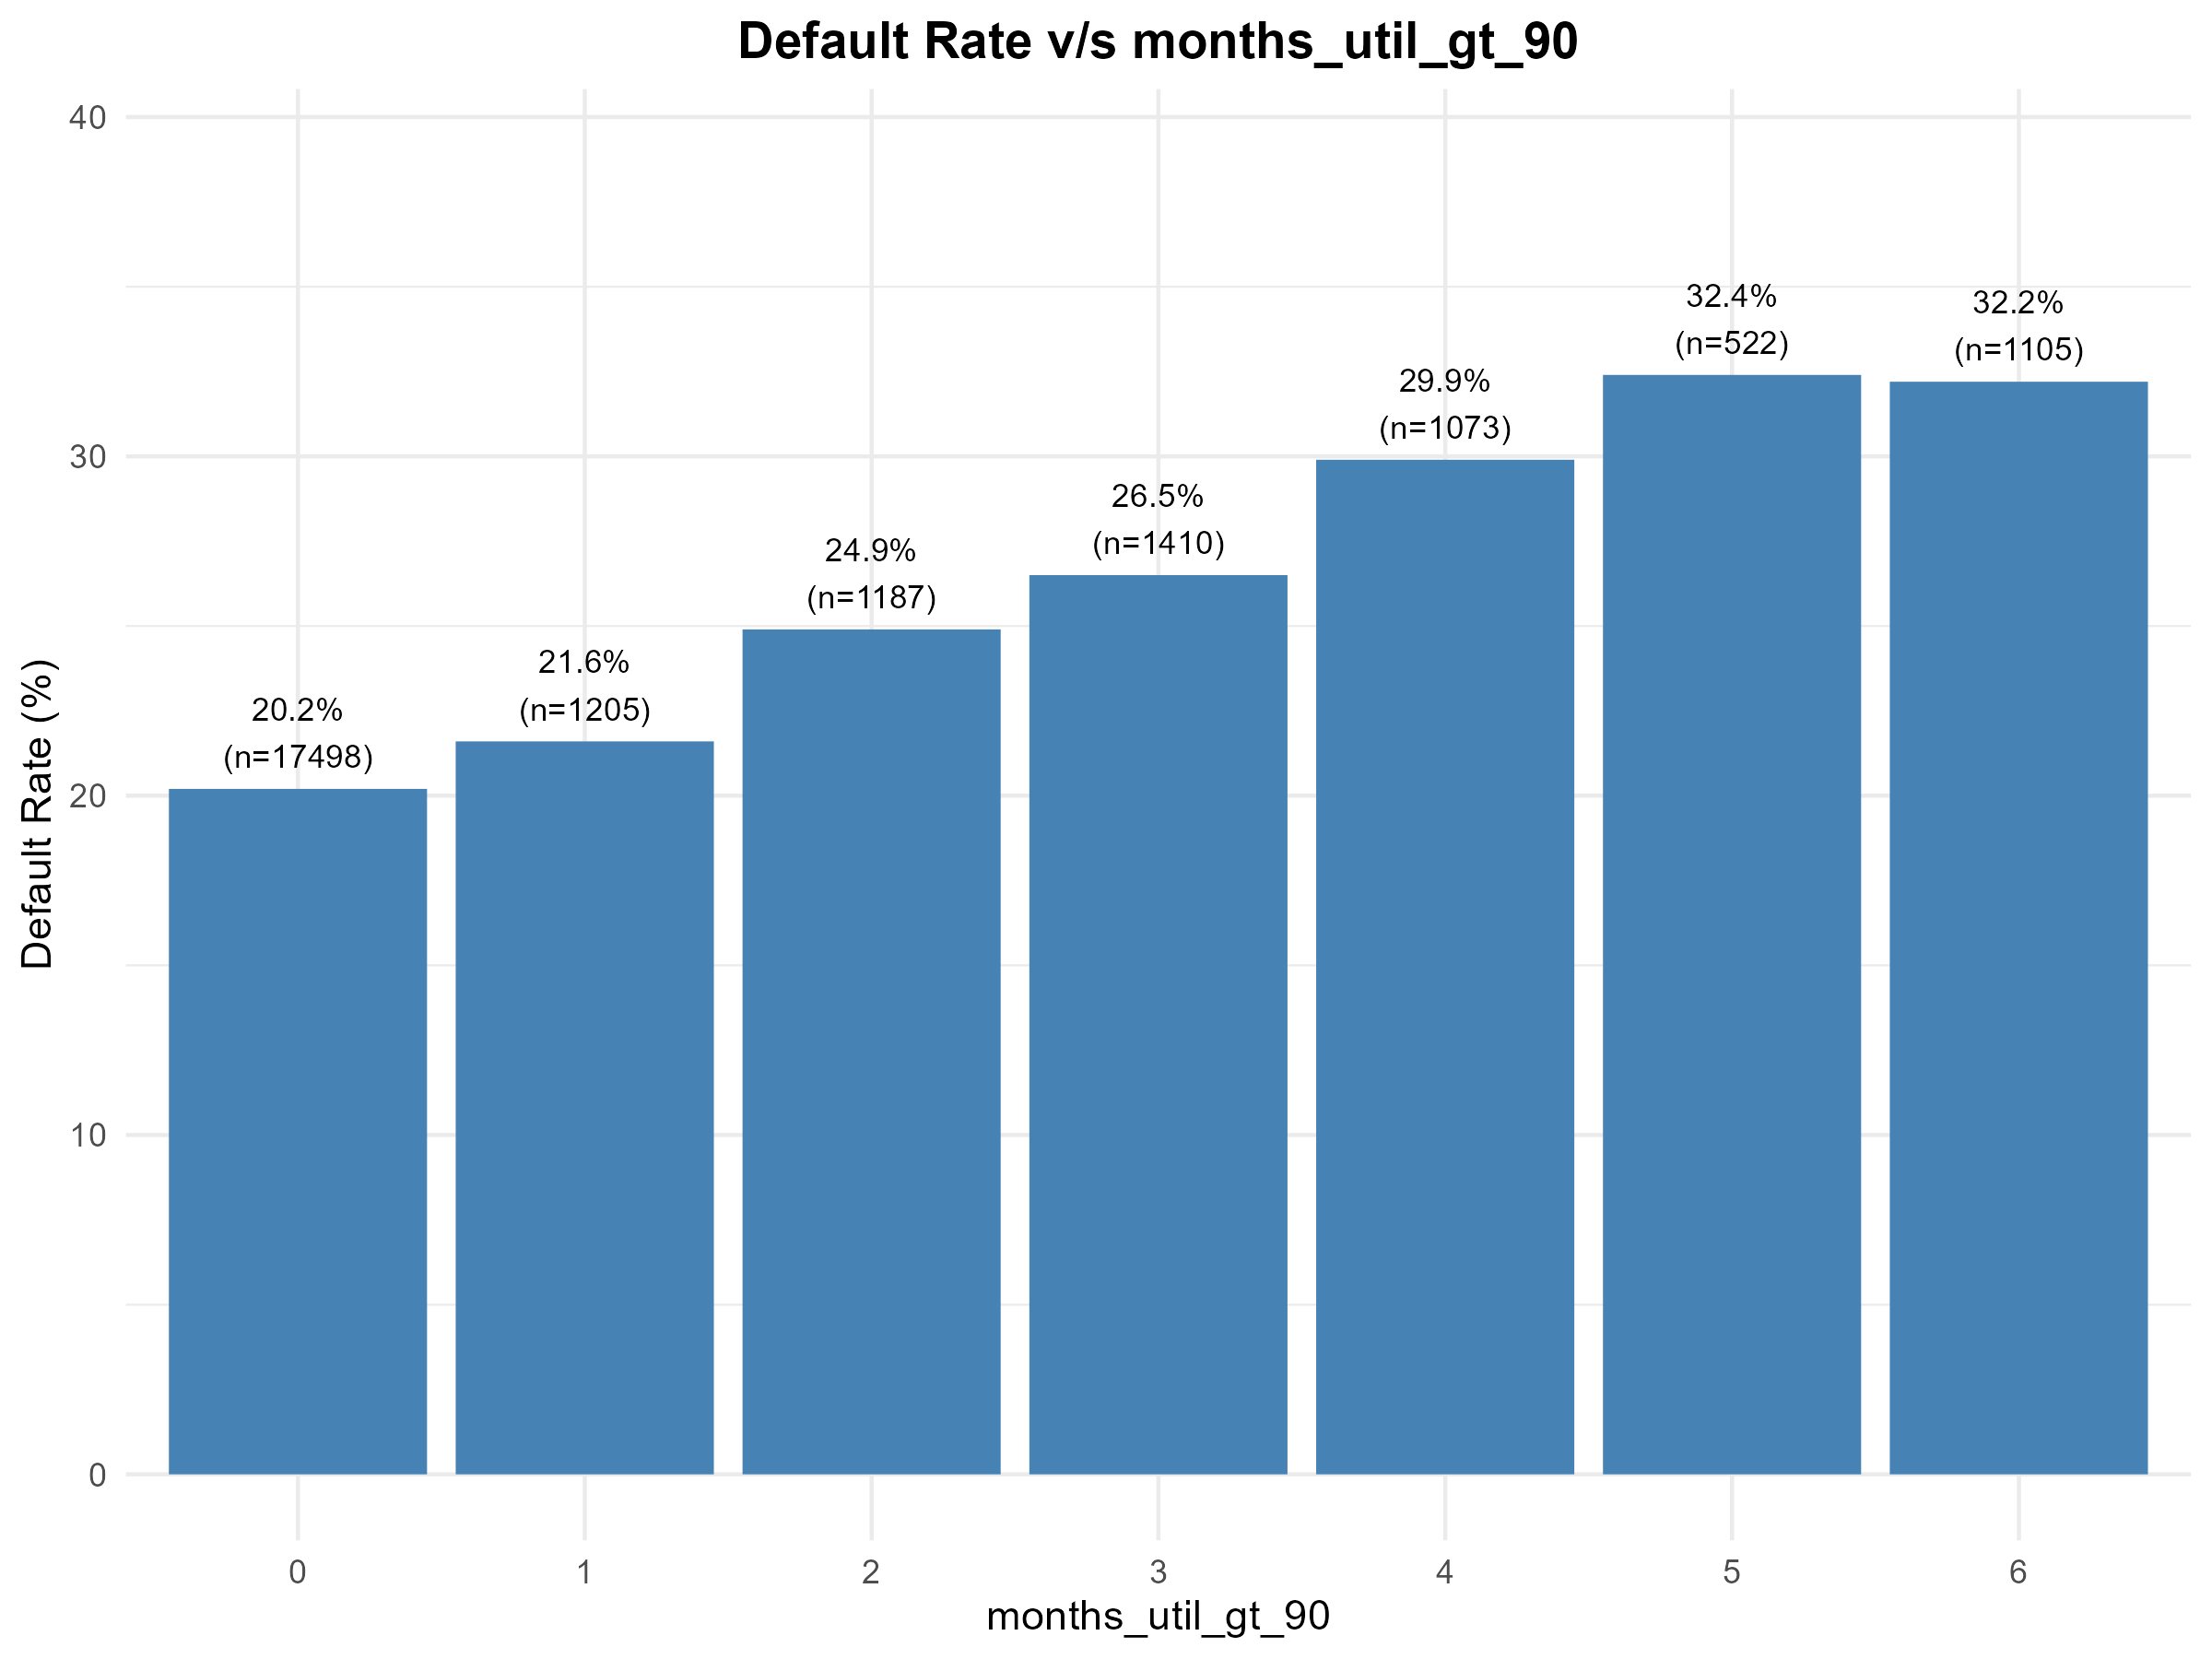 Default Rate v/s months_util_gt_90
Default Rate (%)
40
30
20
10
0
20.2%
(n=17498)
21.6%
(n=1205)
24.9%
(n=1187)
26.5%
(n=1410)
29.9%
(n=1073)
32.4%
(n=522)
32.2%
(n=1105)
0 1 2 3 4 5 6
months_util_gt_90